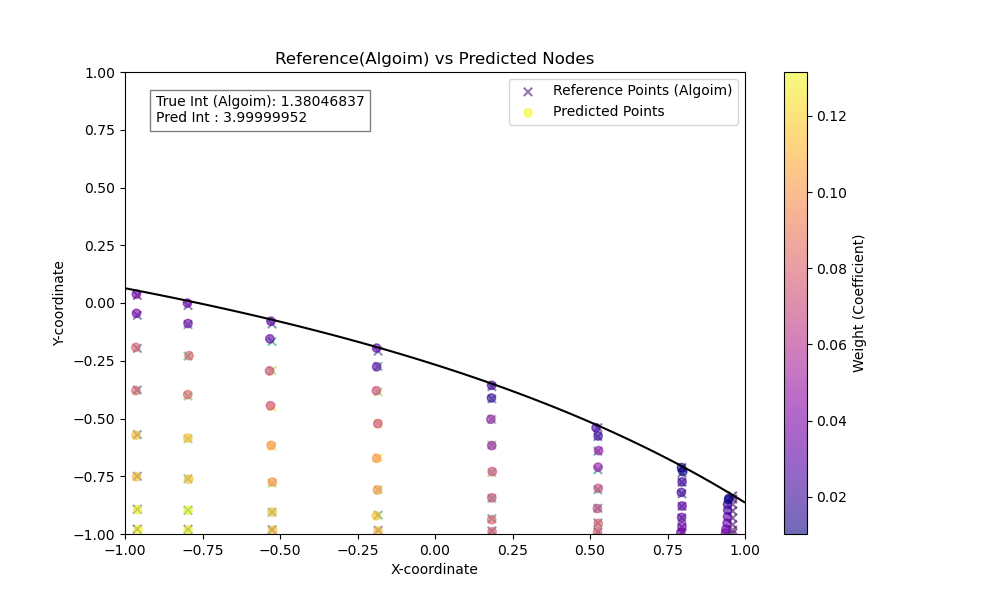 Reference(Algoim) vs Predicted Nodes
True Int (Algoim): 1.38046837
Pred Int : 3.99999952
Reference Points (Algoim)
Predicted Points
1.00
0.75
0.50
0.25
0.00
−0.25
−0.50
−0.75
−1.00
Y-coordinate
−1.00 −0.75 −0.50 −0.25 0.00 0.25 0.50 0.75 1.00
X-coordinate
0.12
0.10
0.08
0.06
0.04
0.02
Weight (Coefficient)